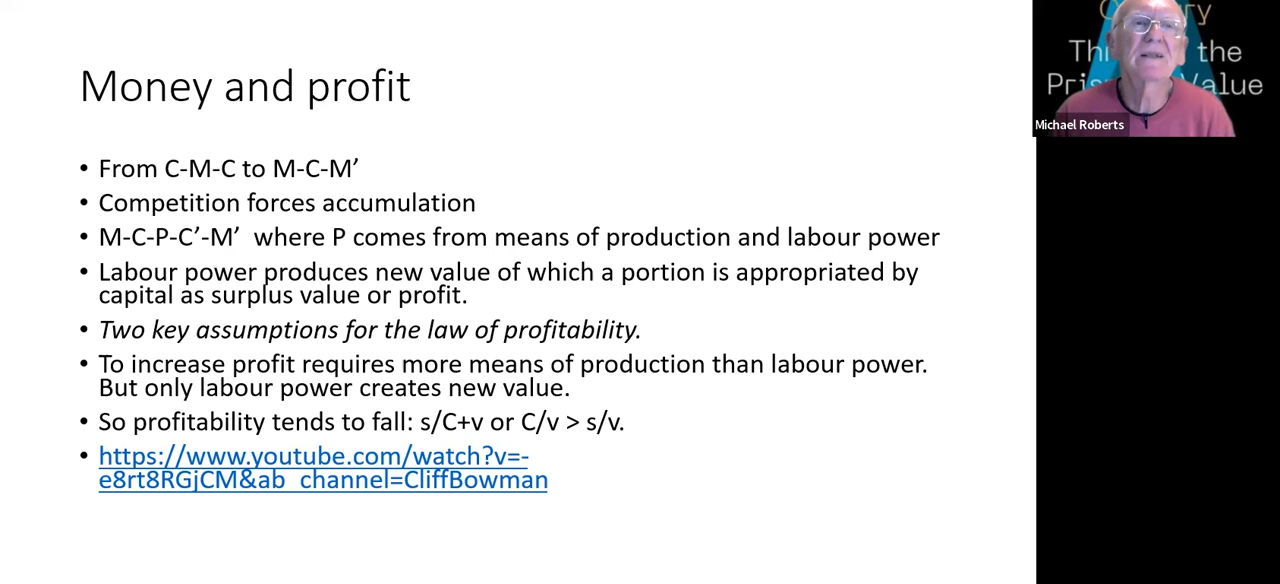 Money and profit
• From C-M-C to M-C-M’
• Competition forces accumulation
• M-C-P-C’-M’ where P comes from means of production and labour power
• Labour power produces new value of which a portion is appropriated by
capital as surplus value or profit.
• Two key assumptions for the law of profitability.
• To increase profit requires more means of production than labour power.
But only labour power creates new value.
• So profitability tends to fall: s/C+v or C/v > s/v.
• https://www.youtube.com/watch?v=-
e8rt8RGjCM&ab_channel=CliffBowman
the
Value
Michael Roberts